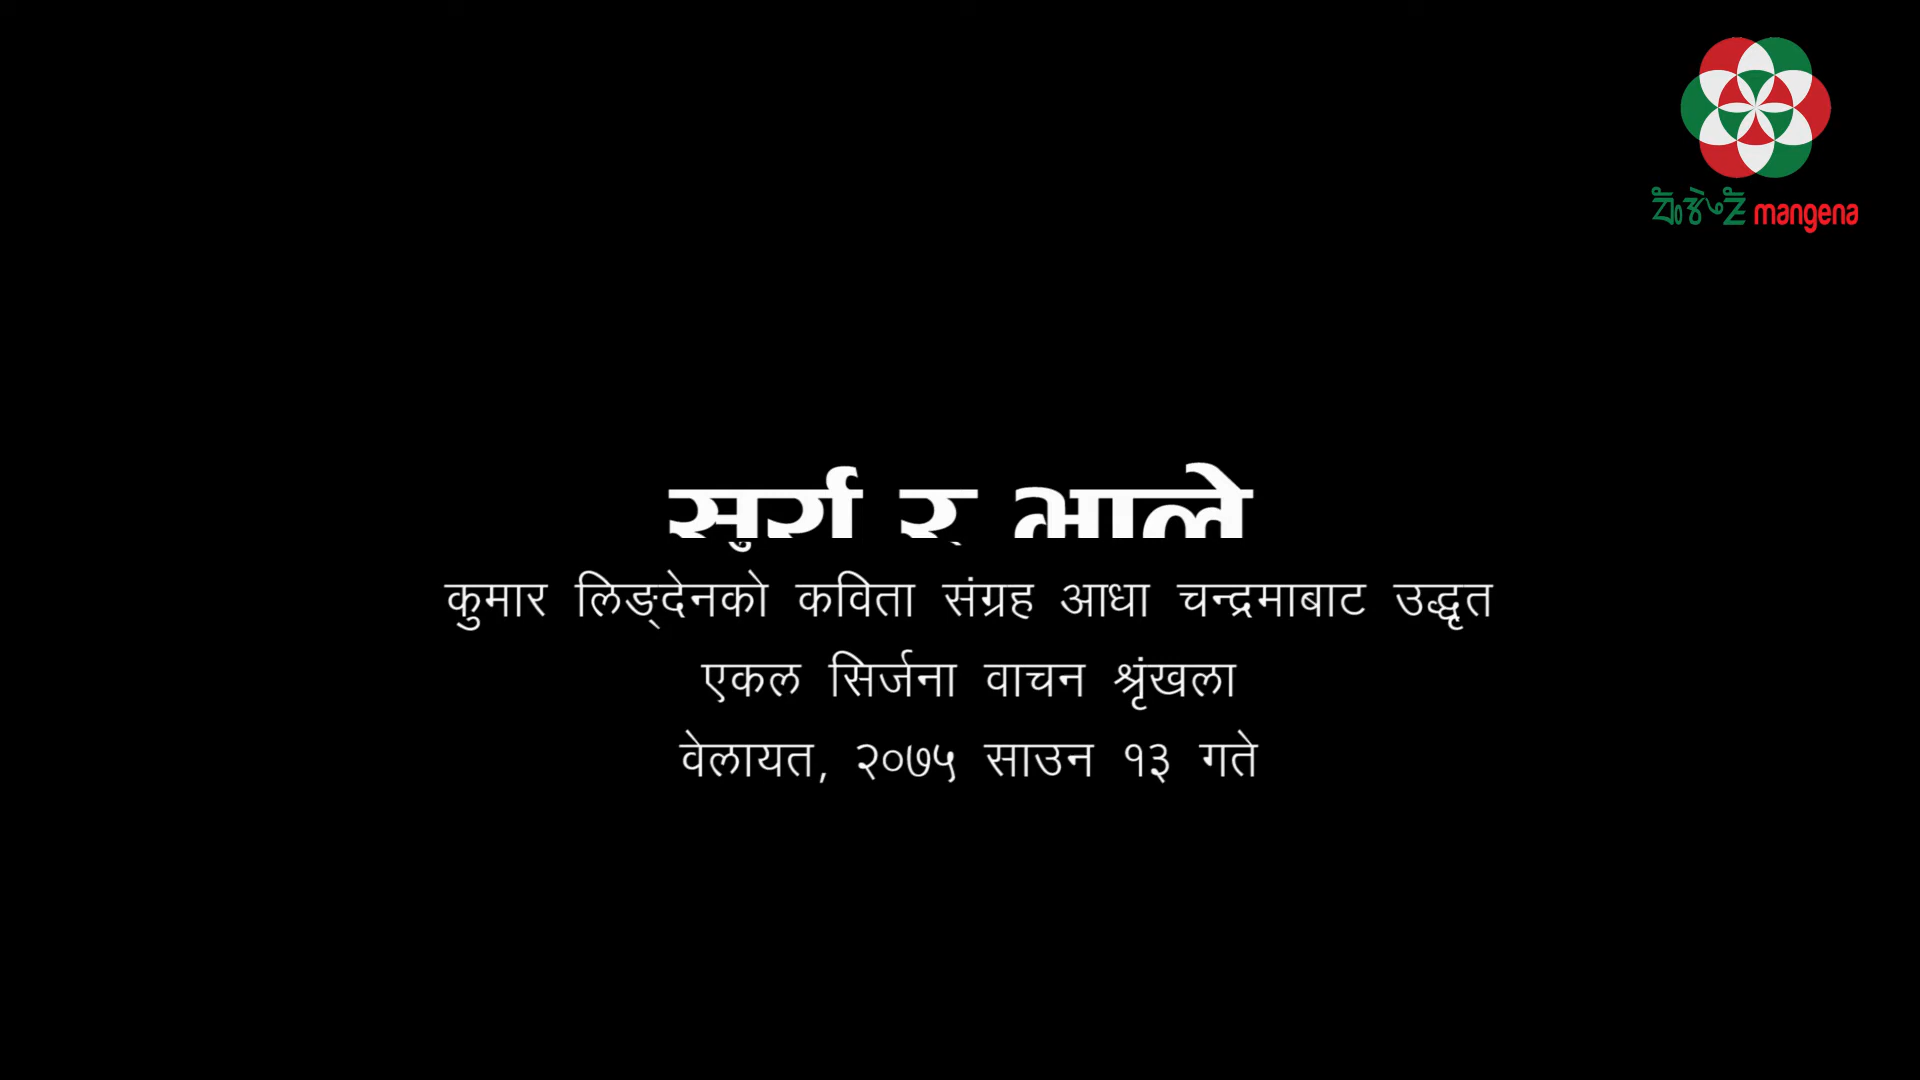 mangena
सुर्य र भाले
कुमार लिङ्देनको कविता संग्रह आधा चन्द्रमाबाट उद्धृत
एकल सिर्जना वाचन श्रृंखला
वेलायत, २०७५ साउन १३ गते